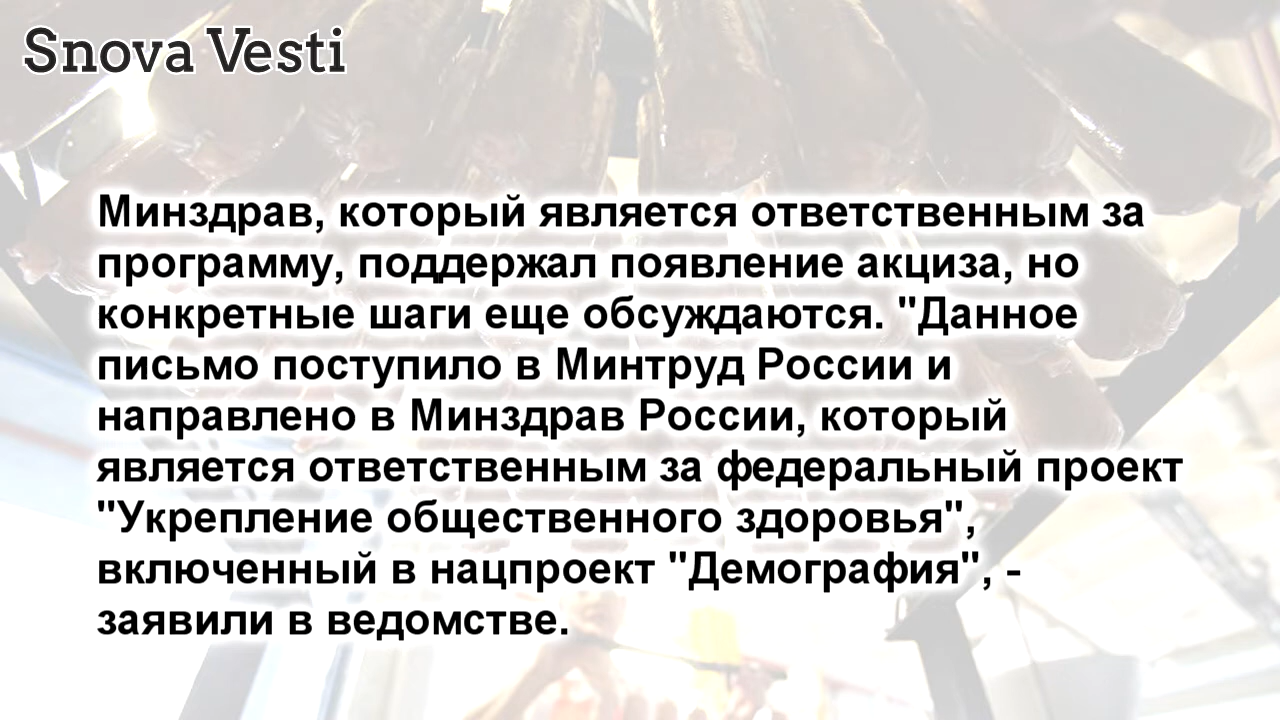 Snova Vesti
Минздрав, который является ответственным за
программу, поддержал появление акциза, но
конкретные шаги еще обсуждаются. "Данное
письмо поступило в Минтруд России и
направлено в Минздрав России, который
является ответственным за федеральный проект
"Укрепление общественного здоровья",
включенный в нацпроект "Демография", -
заявили в ведомстве.